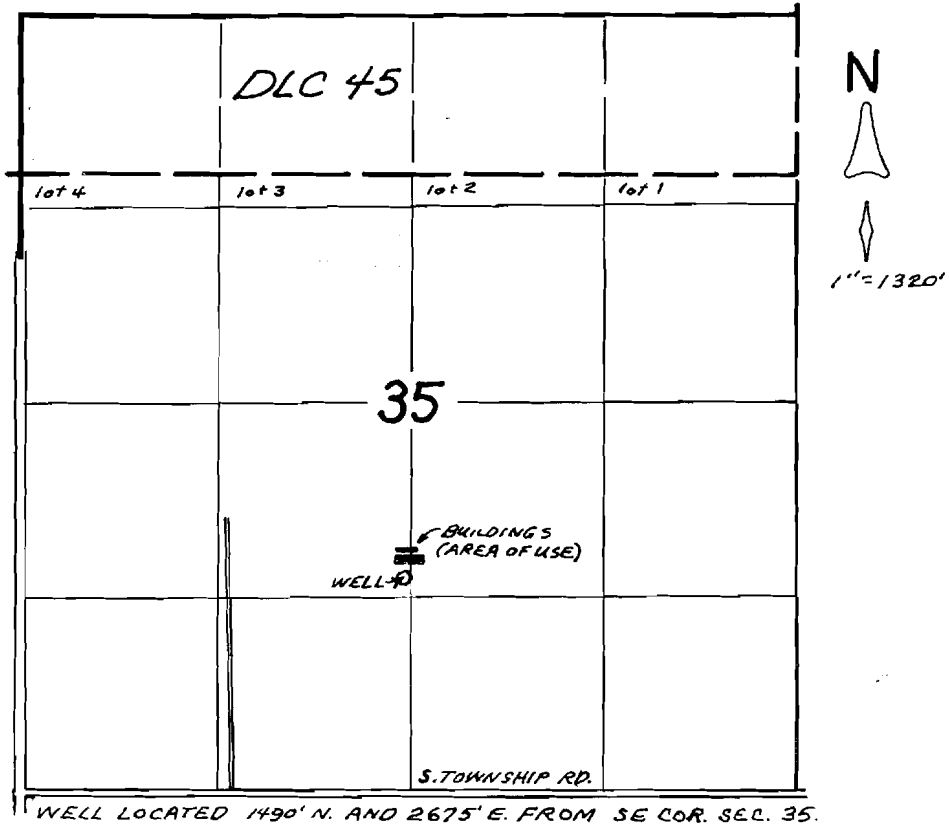 DLC 45
N
lot 4 lot 3 lot 2 lot 1
1"=1320'
35
BUILDINGS
(AREA OF USE)
WELL
S. TOWNSHIP RD.
WELL LOCATED 1490' N. AND 2675' E. FROM SE COR. SEC. 35.